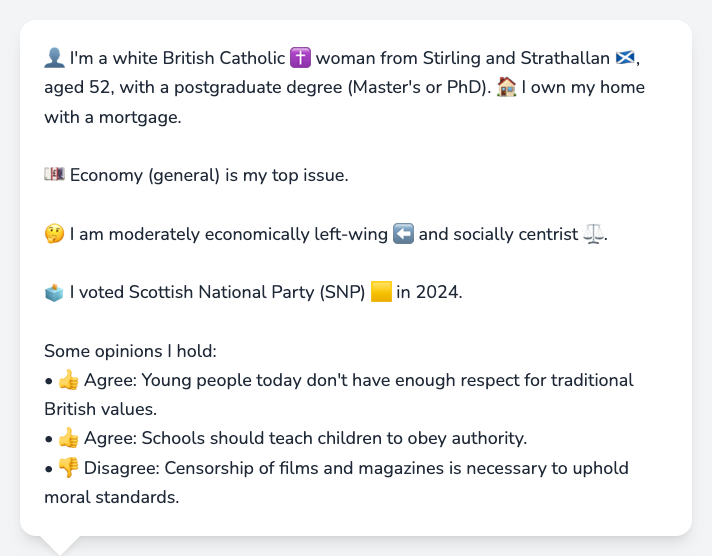 👤 I'm a white British Catholic ✝️ woman from Stirling and Strathallan 🏴󠁧󠁢󠁳󠁣󠁴󠁿,
aged 52, with a postgraduate degree (Master's or PhD). 🏠 I own my home
with a mortgage.
💷 Economy (general) is my top issue.
🤔 I am moderately economically left-wing ⬅️ and socially centrist ⚖️.
🗳️ I voted Scottish National Party (SNP) 🟨 in 2024.
Some opinions I hold:
• 👍 Agree: Young people today don't have enough respect for traditional
British values.
• 👍 Agree: Schools should teach children to obey authority.
• 👎 Disagree: Censorship of films and magazines is necessary to uphold
moral standards.